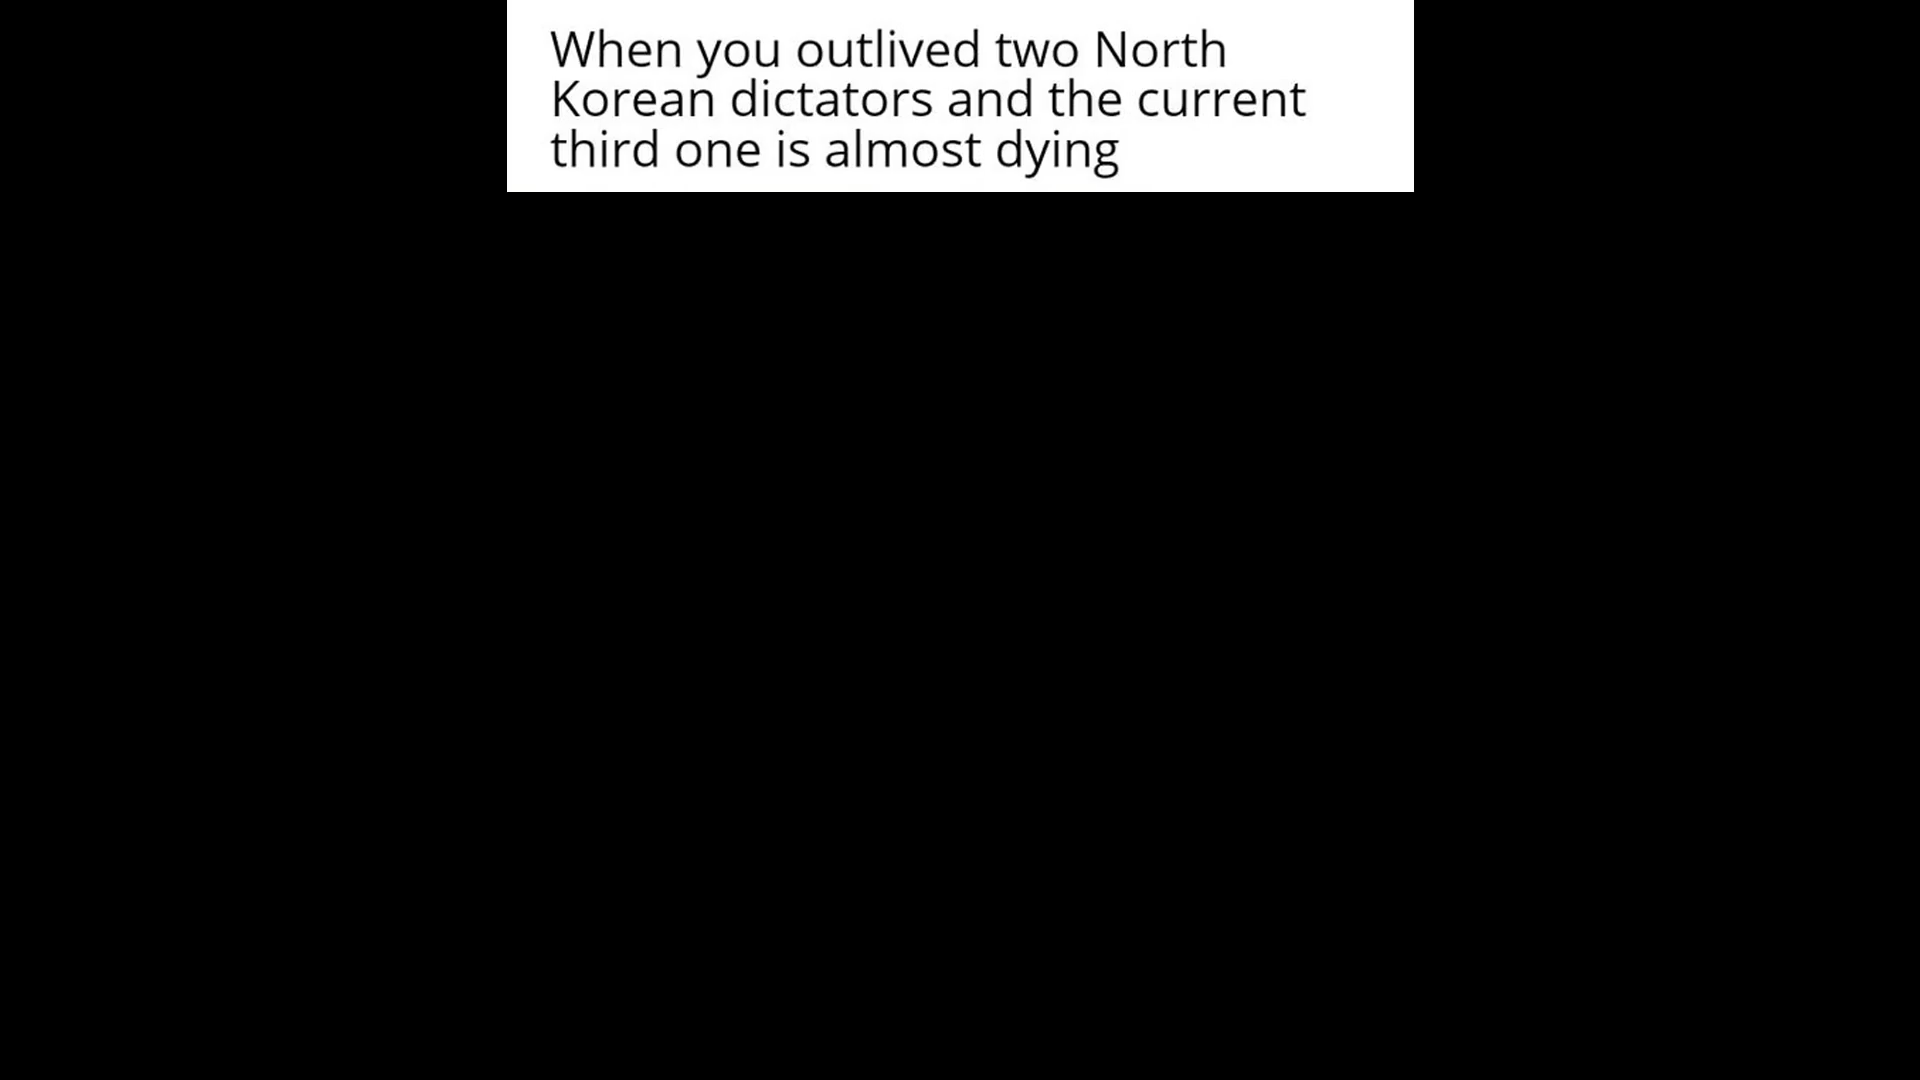 When you outlived two North
Korean dictators and the current
third one is almost dying